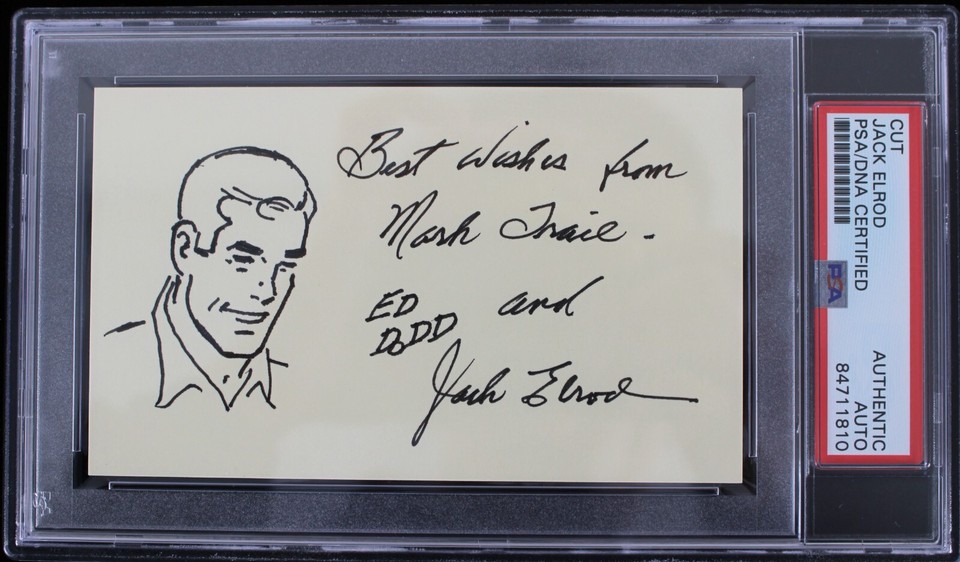 Best Wishes from
Mark Trail -
ED DODD and
Jack Elrod
CUT
JACK ELROD
PSA/DNA CERTIFIED
PSA
AUTHENTIC
AUTO
84711810